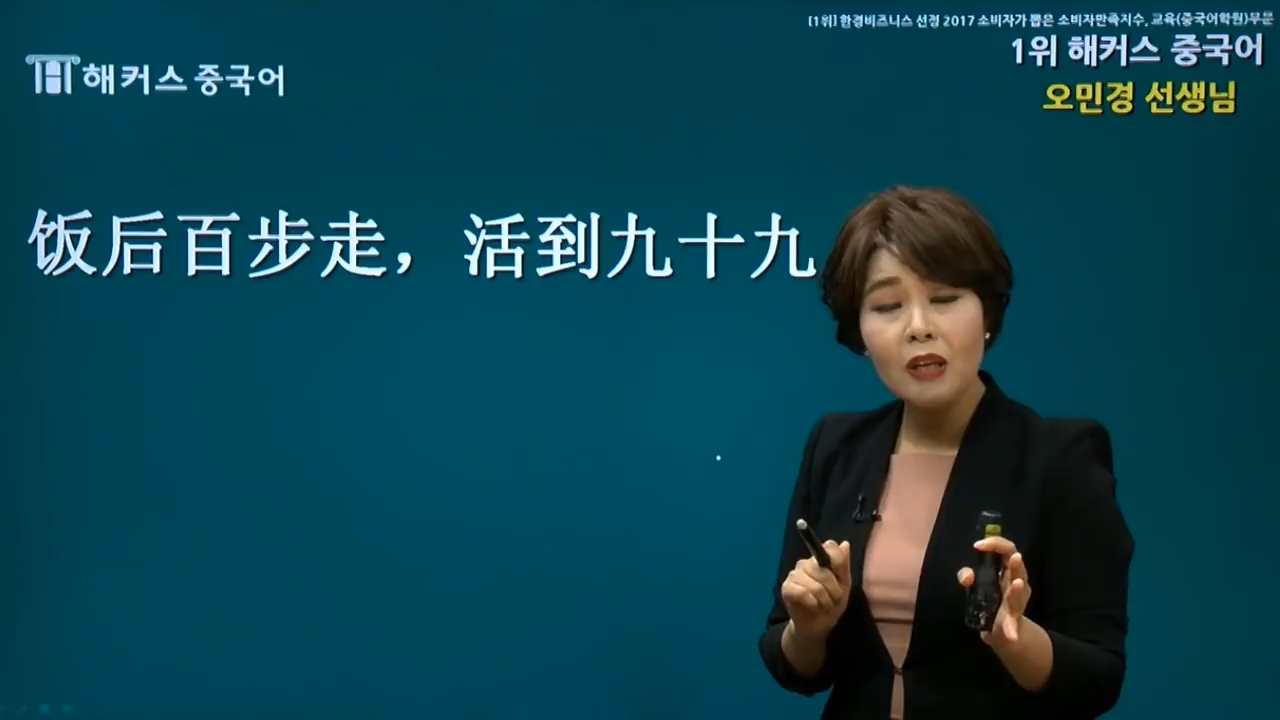 [1위] 한경비즈니스 선정 2017 소비자가 뽑은 소비자만족지수, 교육(중국어학원)부문
1위 해커스 중국어
오민경 선생님
해커스 중국어
饭后百步走，活到九十九